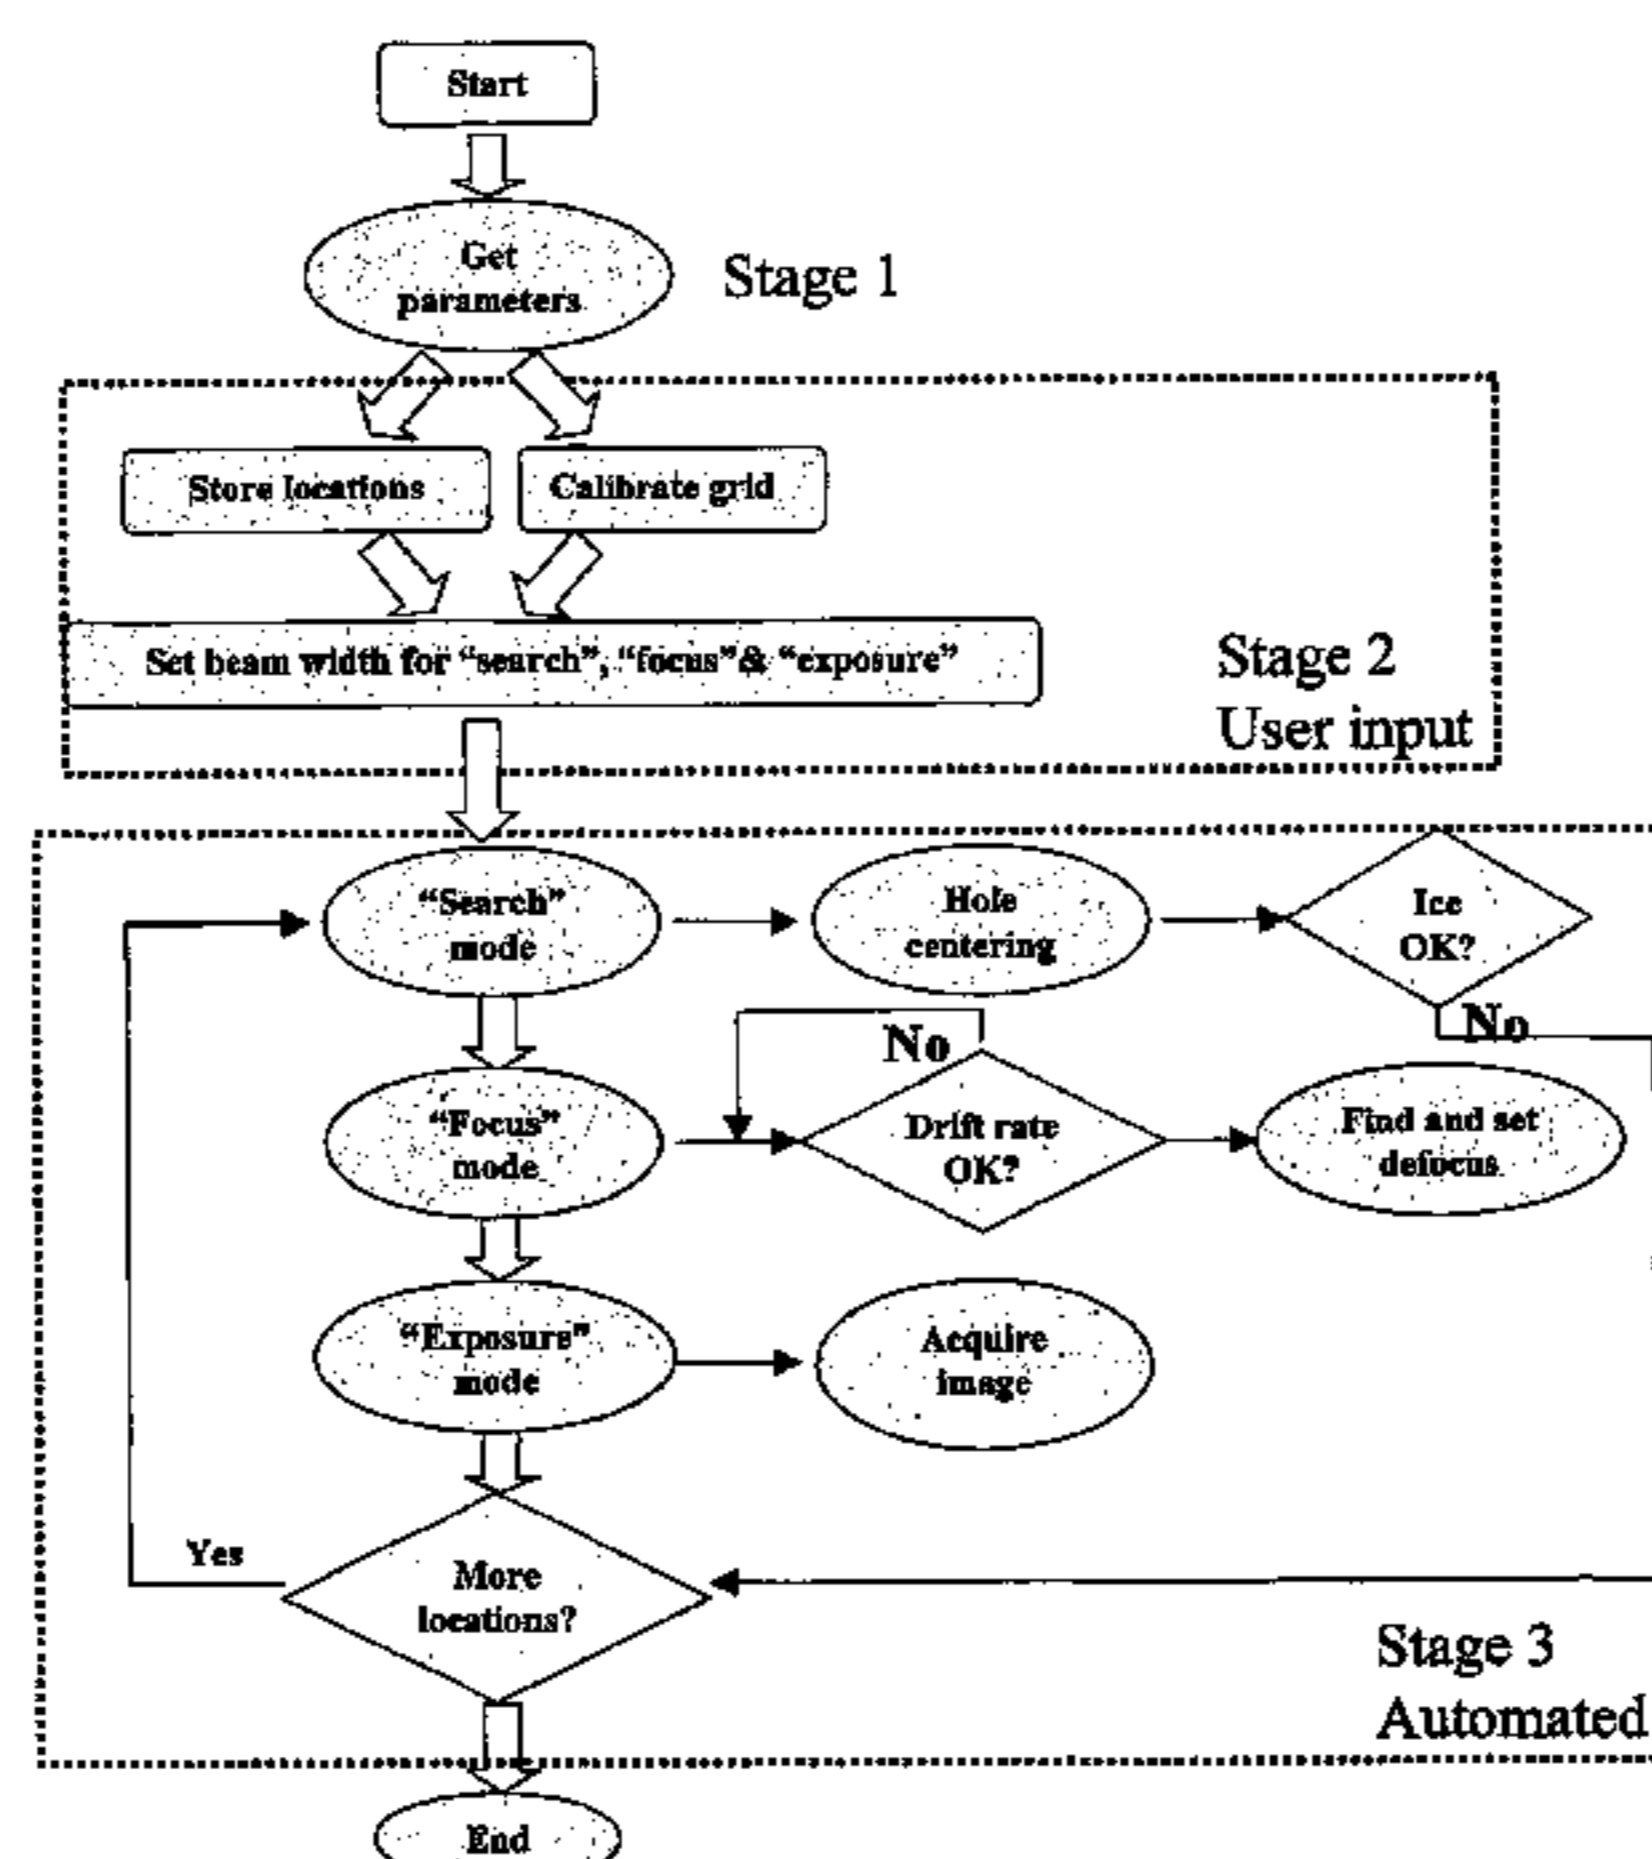 Start
Get
parameters
Stage 1
Store locations
Calibrate grid
Set beam width for “search”, “focus” & “exposure”
Stage 2
User input
“Search”
mode
Hole
centering
Ice
OK?
No
No
“Focus”
mode
Drift rate
OK?
Find and set
defocus
“Exposure”
mode
Acquire
image
Yes
More
locations?
Stage 3
Automated
End